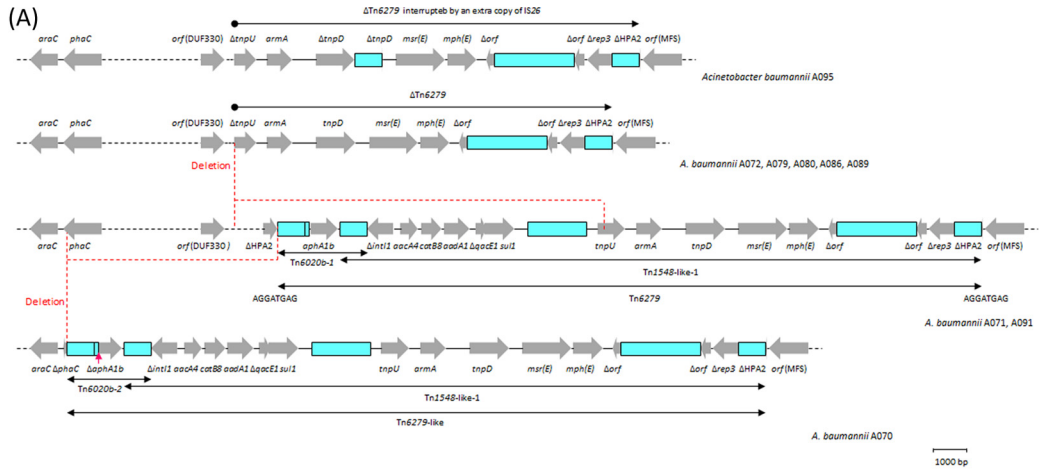 (A)
ΔTn6279 interrupteb by an extra copy of IS26
araC phaC orf(DUF330) ΔtnpU armA ΔtnpD ΔtnpD msr(E) mph(E) Δorf Δorf Δrep3 ΔHPA2 orf(MFS)
Acinetobacter baumannii A095
ΔTn6279
araC phaC orf(DUF330) ΔtnpU armA tnpD msr(E) mph(E) Δorf Δorf Δrep3 ΔHPA2 orf(MFS)
A. baumannii A072, A079, A080, A086, A089
Deletion
araC phaC orf(DUF330) ΔHPA2 aphA1b ΔintI1 aacA4 catB8 aadA1 ΔqacE1 sul1 tnpU armA tnpD msr(E) mph(E) Δorf Δorf Δrep3 ΔHPA2 orf(MFS)
Tn6020b-1 Tn1548-like-1
AGGATGAG Tn6279 AGGATGAG
Deletion
A. baumannii A071, A091
araC ΔphaC ΔaphA1b ΔintI1 aacA4 catB8 aadA1 ΔqacE1 sul1 tnpU armA tnpD msr(E) mph(E) Δorf Δorf Δrep3 ΔHPA2 orf(MFS)
Tn6020b-2
Tn1548-like-1
Tn6279-like
A. baumannii A070
1000 bp